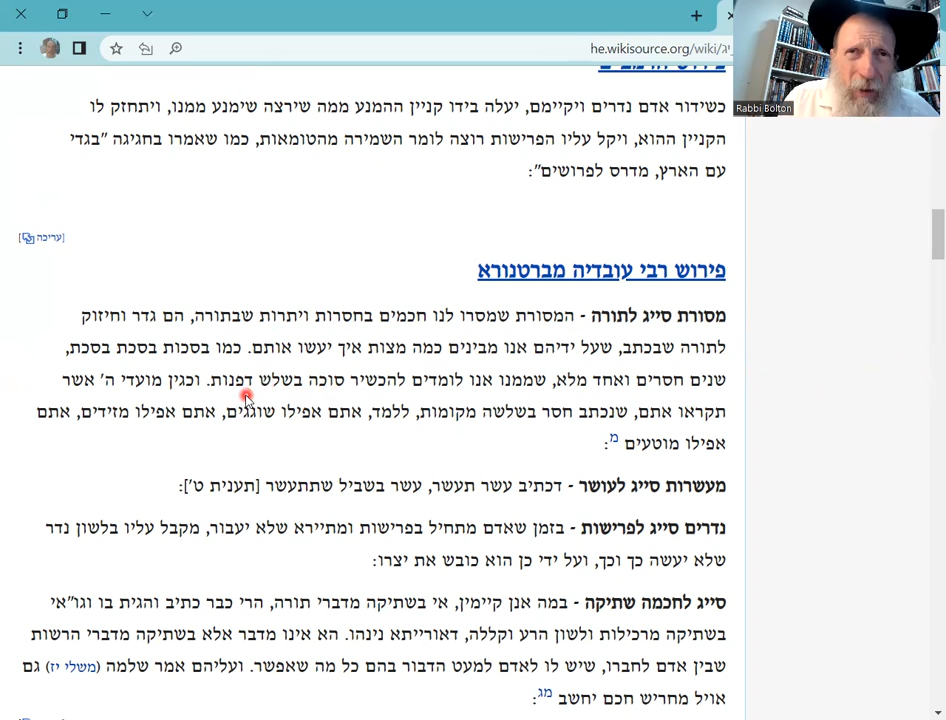 he.wikisource.org/wiki/יג
Rabbi Bolton
כשידור אדם נדרים ויקיימם, יעלה בידו קניין ההמנע ממה שירצה שימנע ממנו, ויתחזק לו
הקניין ההוא, ויקל עליו הפרישות רוצה לומר השמירה מהטומאות, כמו שאמרו בחגיגה "בגדי
עם הארץ, מדרס לפרושים":
[עריכה]
פירוש רבי עובדיה מברטנורא
מסורת סייג לתורה - המסורת שמסרו לנו חכמים בחסרות ויתרות שבתורה, הם גדר וחיזוק
לתורה שבכתב, שעל ידיהם אנו מבינים כמה מצות איך יעשו אותם. כמו בסכות בסכת בסכת,
שנים חסרים ואחד מלא, שממנו אנו לומדים להכשיר סוכה בשלש דפנות. וכגון מועדי ה' אשר
תקראו אתם, שנכתב חסר בשלשה מקומות, ללמד, אתם אפילו שוגגים, אתם אפילו מזידים, אתם
אפילו מוטעים מ:
מעשרות סייג לעושר - דכתיב עשר תעשר, עשר בשביל שתתעשר [תענית ט']:
נדרים סייג לפרישות - בזמן שאדם מתחיל בפרישות ומתיירא שלא יעבור, מקבל עליו בלשון נדר
שלא יעשה כך וכך, ועל ידי כן הוא כובש את יצרו:
סייג לחכמה שתיקה - במה אנן קיימין, אי בשתיקה מדברי תורה, הרי כבר כתיב והגית בו וגו"אי
בשתיקה מרכילות ולשון הרע וקללה, דאורייתא נינהו. הא אינו מדבר אלא בשתיקה מדברי הרשות
שבין אדם לחברו, שיש לו לאדם למעט הדבור בהם כל מה שאפשר. ועליהם אמר שלמה (משלי יז) גם
אויל מחריש חכם יחשב מג: